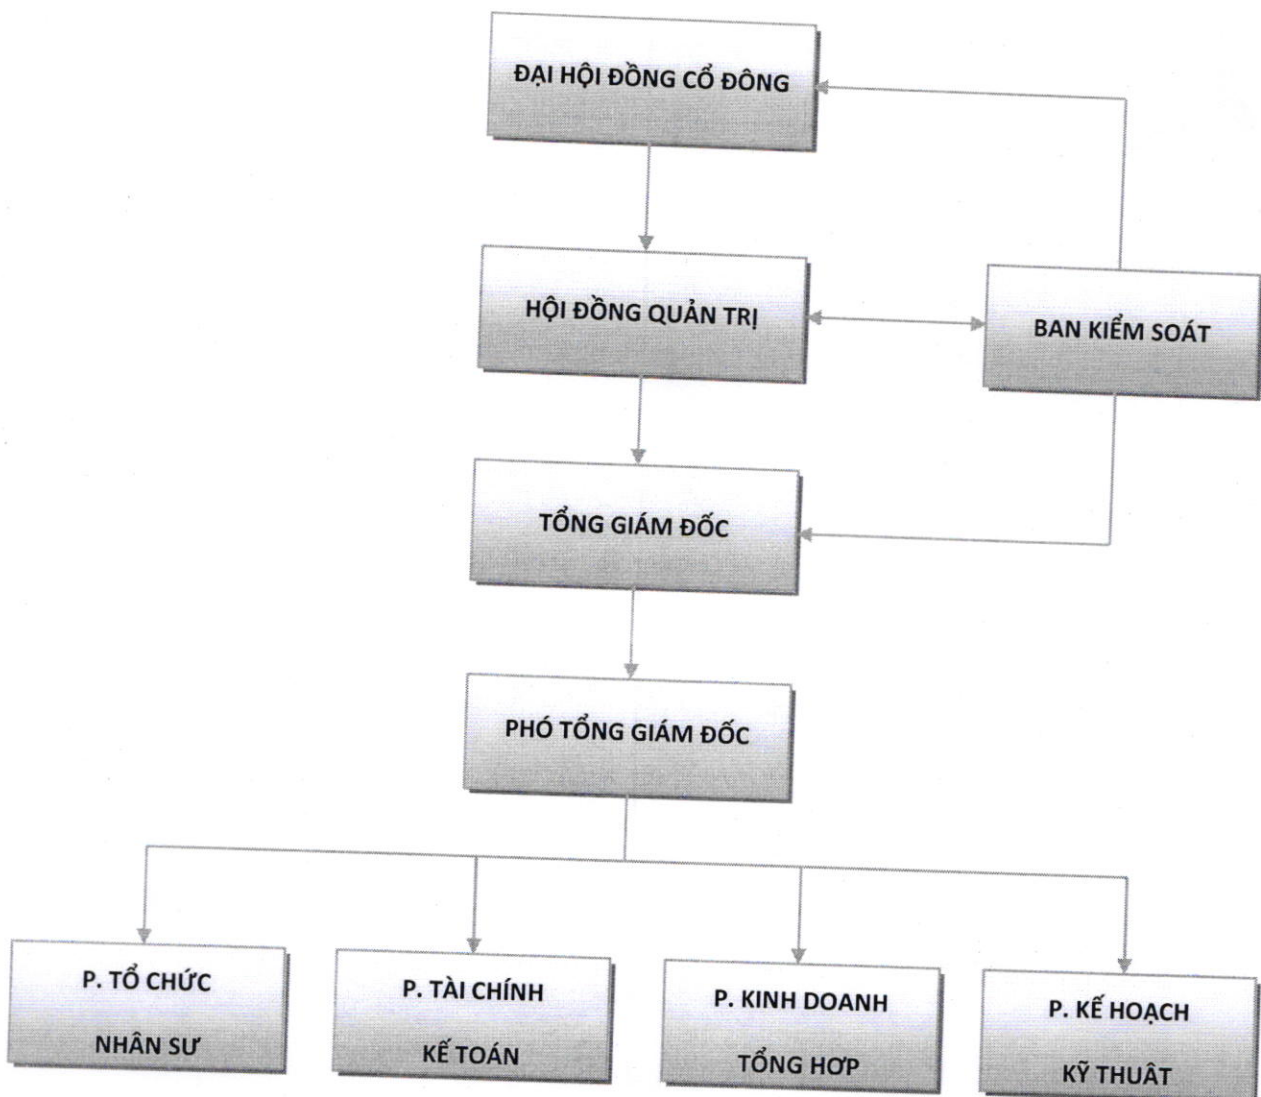 ĐẠI HỘI ĐỒNG CỔ ĐÔNG
HỘI ĐỒNG QUẢN TRỊ
BAN KIỂM SOÁT
TỔNG GIÁM ĐỐC
PHÓ TỔNG GIÁM ĐỐC
P. TỔ CHỨC
NHÂN SƯ
P. TÀI CHÍNH
KẾ TOÁN
P. KINH DOANH
TỔNG HƠP
P. KẾ HOẠCH
KỸ THUÂT